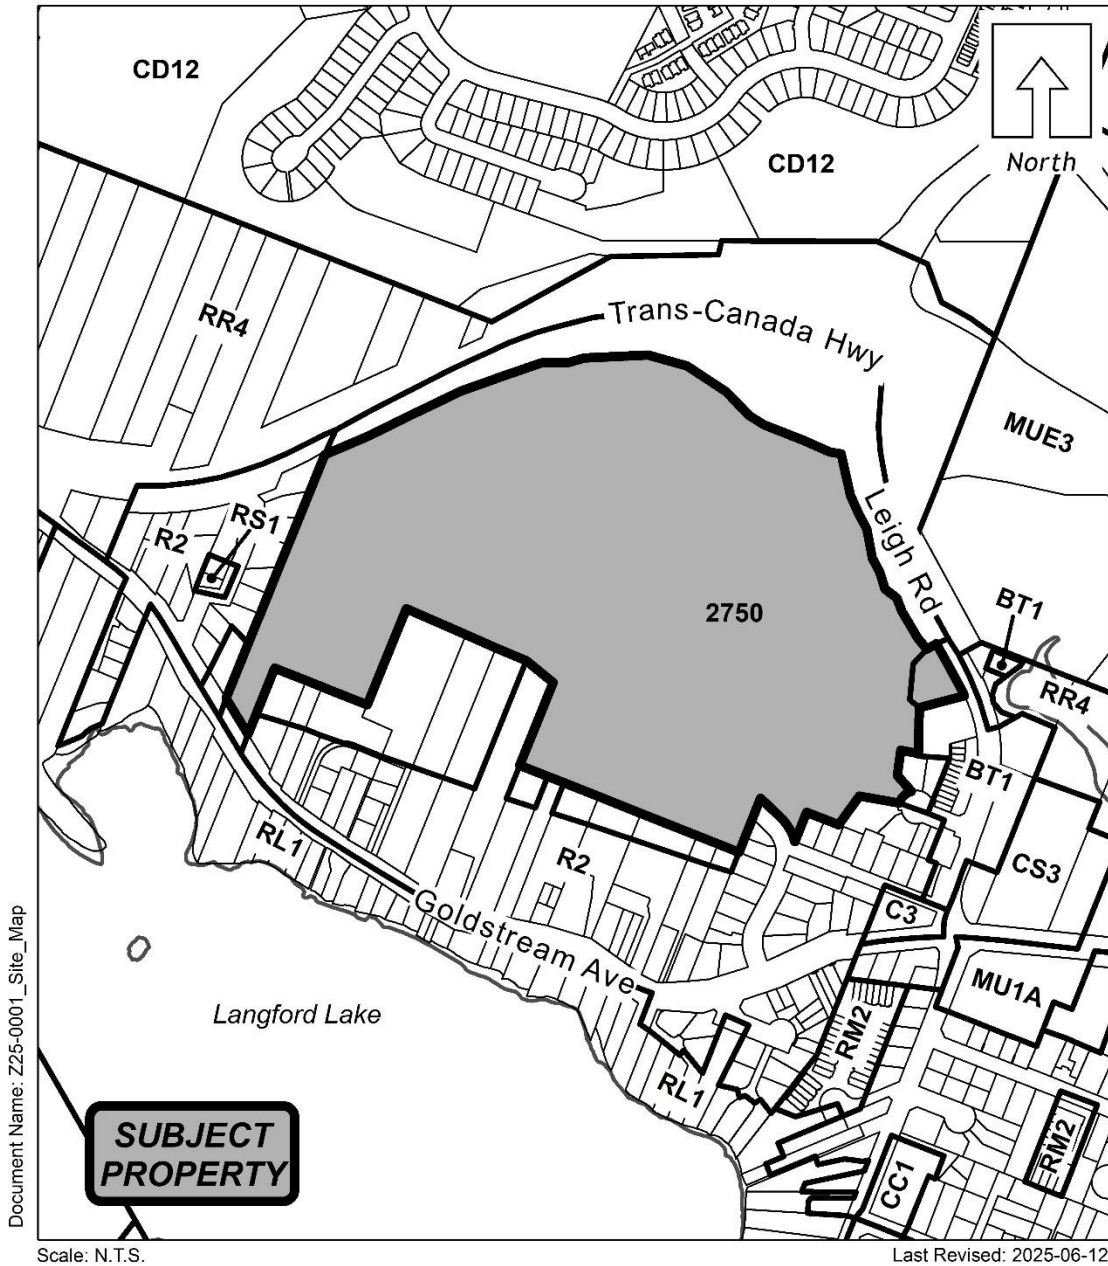 CD12
North
CD12
RR4
Trans-Canada Hwy
MUE3
Leigh Rd
RS1
R2
2750
BT1
RR4
BT1
RL1
R2
CS3
C3
Goldstream Ave
MU1A
Langford Lake
RM2
RL1
RM2
CC1
SUBJECT
PROPERTY
Document Name: Z25-0001_Site_Map
Scale: N.T.S.
Last Revised: 2025-06-12